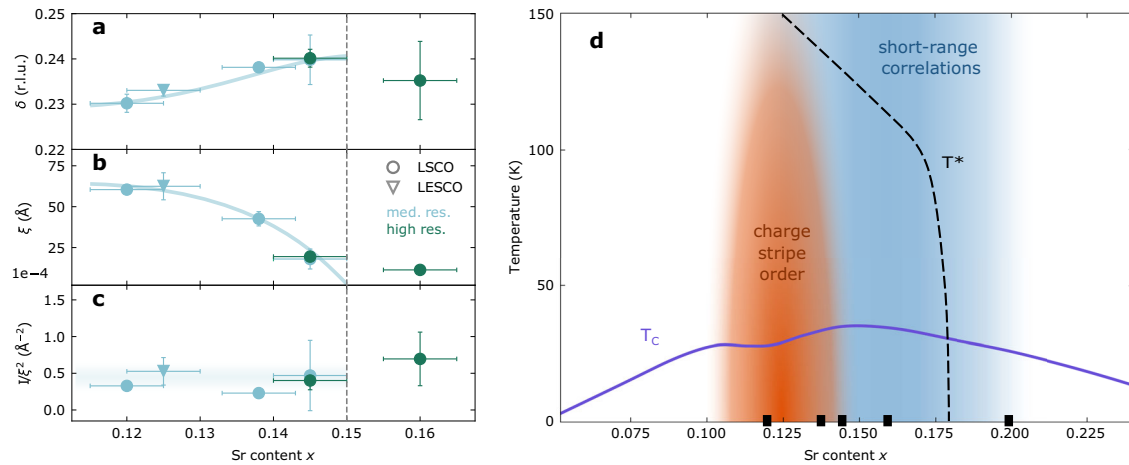 a
0.24
0.23
0.22
δ (r.l.u.)
b
75
50
25
ξ (Å)
LSCO
LESCO
med. res.
high res.
1e−4
c
1.5
1.0
0.5
0.0
I/ξ² (Å⁻²)
0.12 0.13 0.14 0.15 0.16
Sr content x
d
150
100
50
0
Temperature (K)
short-range
correlations
T*
charge
stripe
order
T_C
0.075 0.100 0.125 0.150 0.175 0.200 0.225
Sr content x